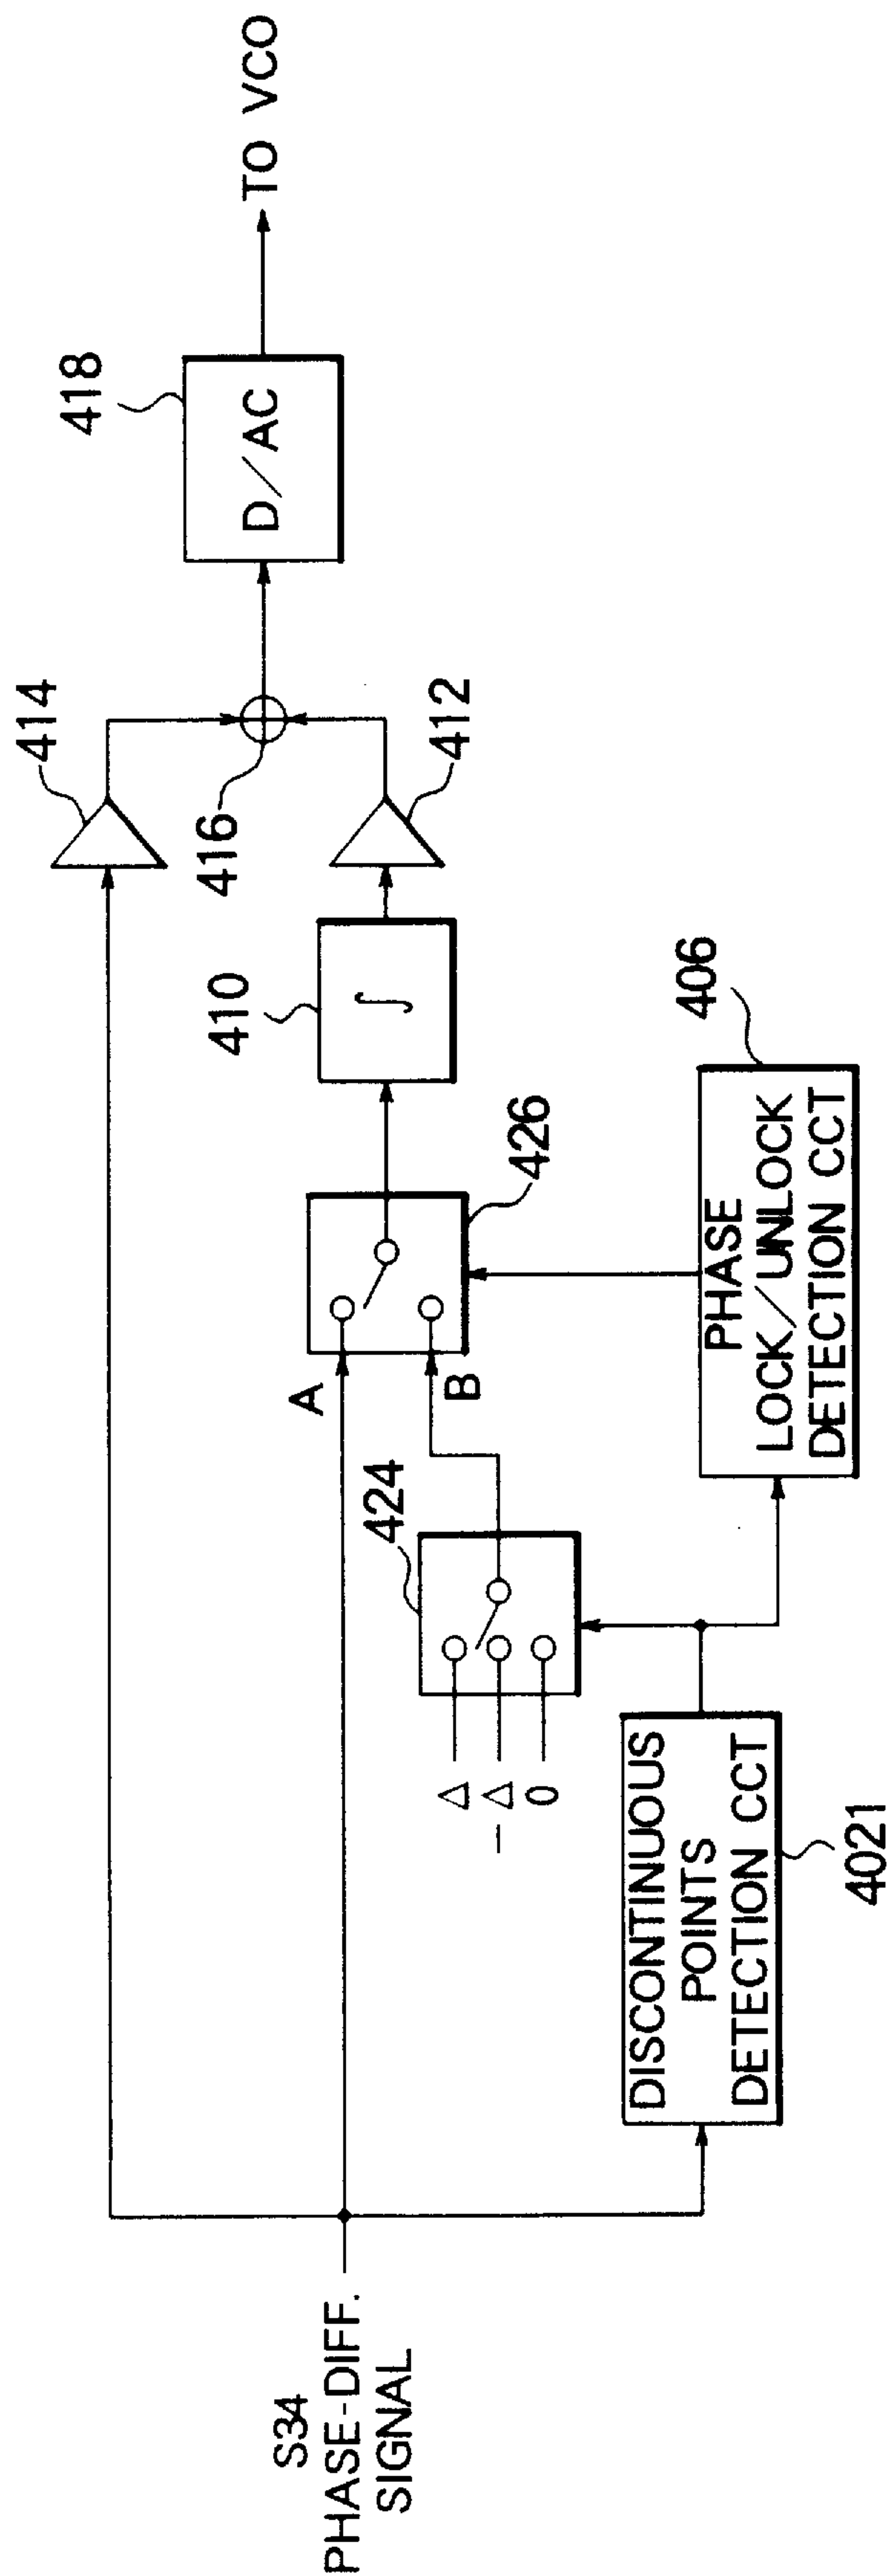 S34
PHASE-DIFF.
SIGNAL
414
416
412
418
D/AC
TO VCO
410
∫
426
A
B
424
Δ
−Δ
0
DISCONTINUOUS
POINTS
DETECTION CCT
4021
PHASE
LOCK/UNLOCK
DETECTION CCT
406